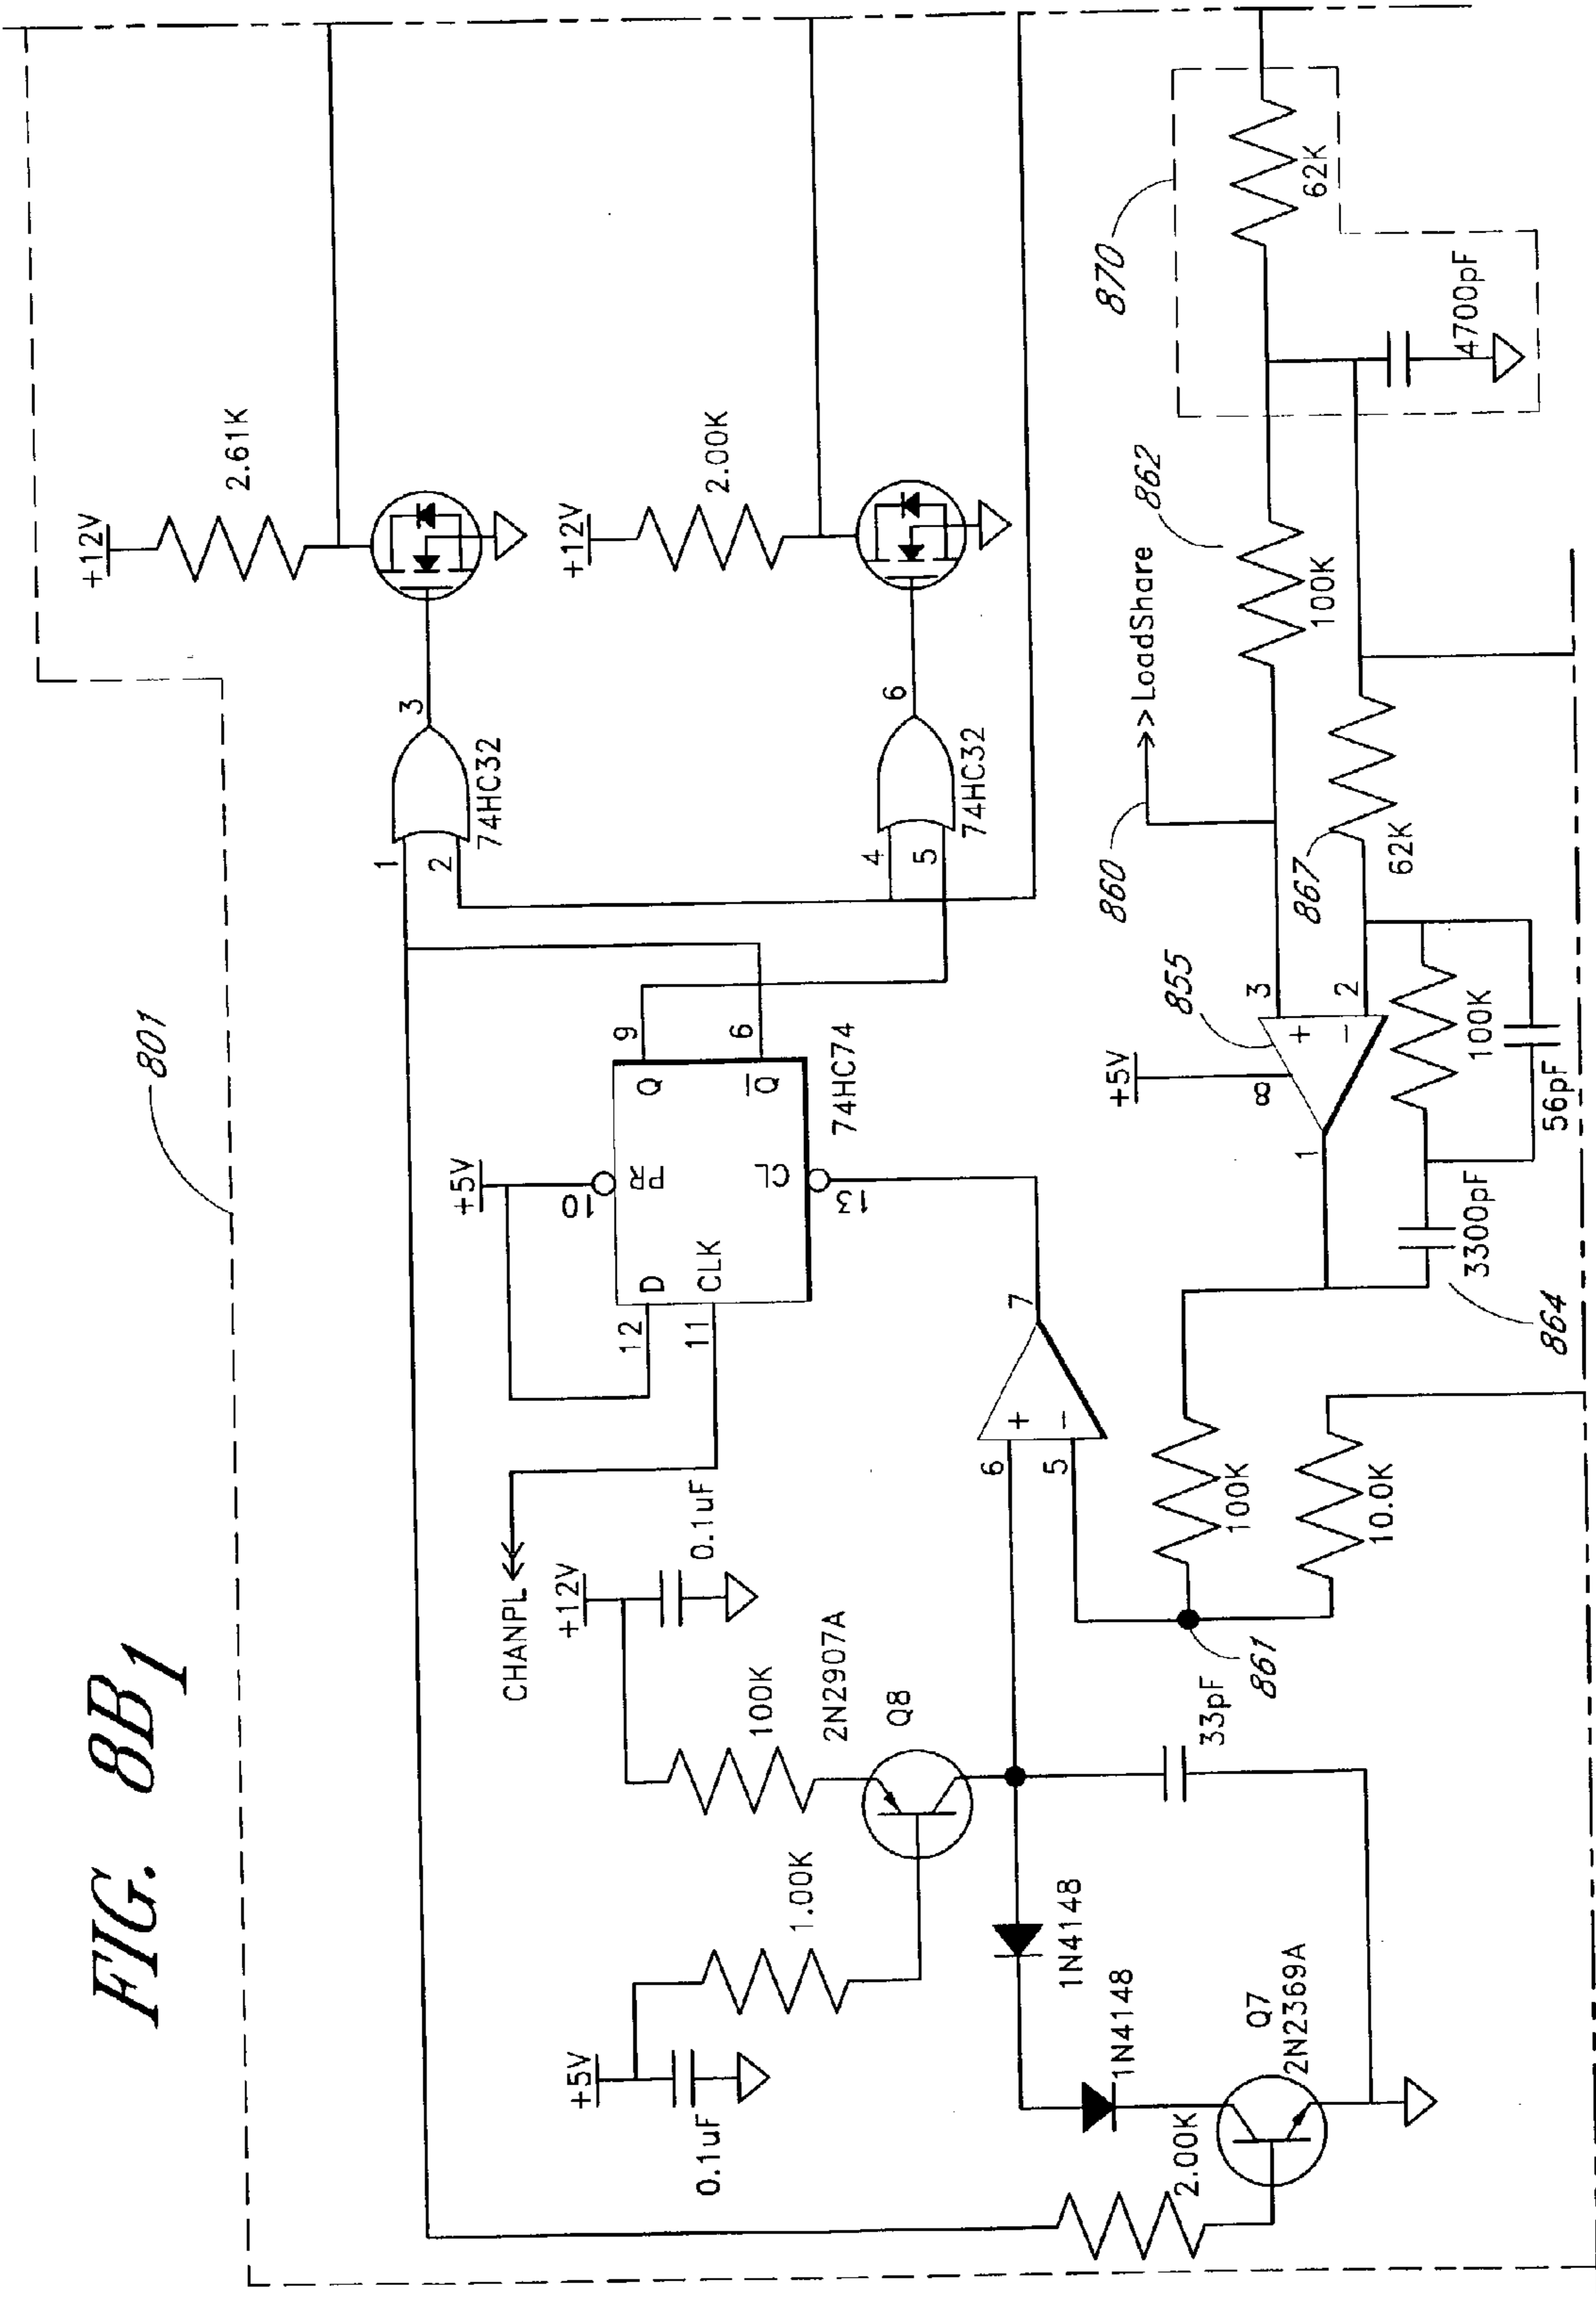 FIG. 8B1
801
+5V
0.1uF
1.00K
+12V
0.1uF
100K
2N2907A
Q8
CHANPL
+5V
10
PR
12
D
11
CLK
Q
9
Q
6
CL
13
74HC74
1
2
3
74HC32
+12V
2.61K
4
5
6
74HC32
+12V
2.00K
2.00K
1N4148
1N4148
Q7
2N2369A
33pF
861
6
+
5
−
7
100K
10.0K
+5V
8
855
1
+
3
−
2
3300pF
864
100K
56pF
860
LoadShare
862
100K
867
62K
870
62K
4700pF